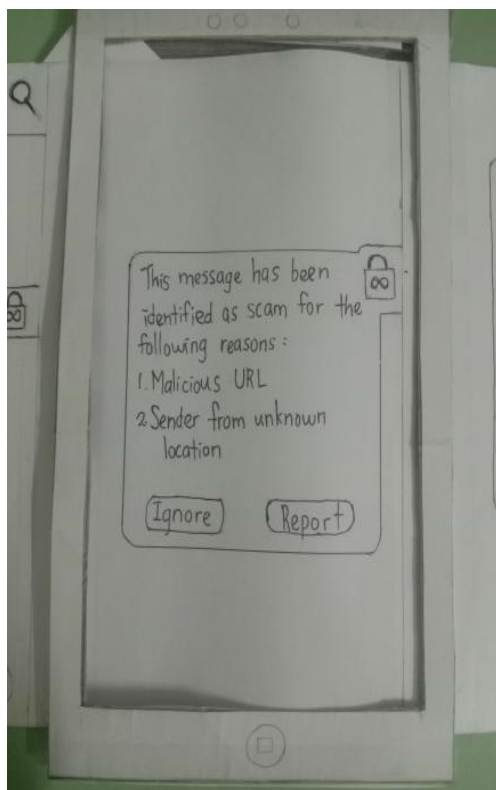 This message has been
identified as scam for the
following reasons :
1. Malicious URL
2 Sender from unknown
location
Ignore
Report